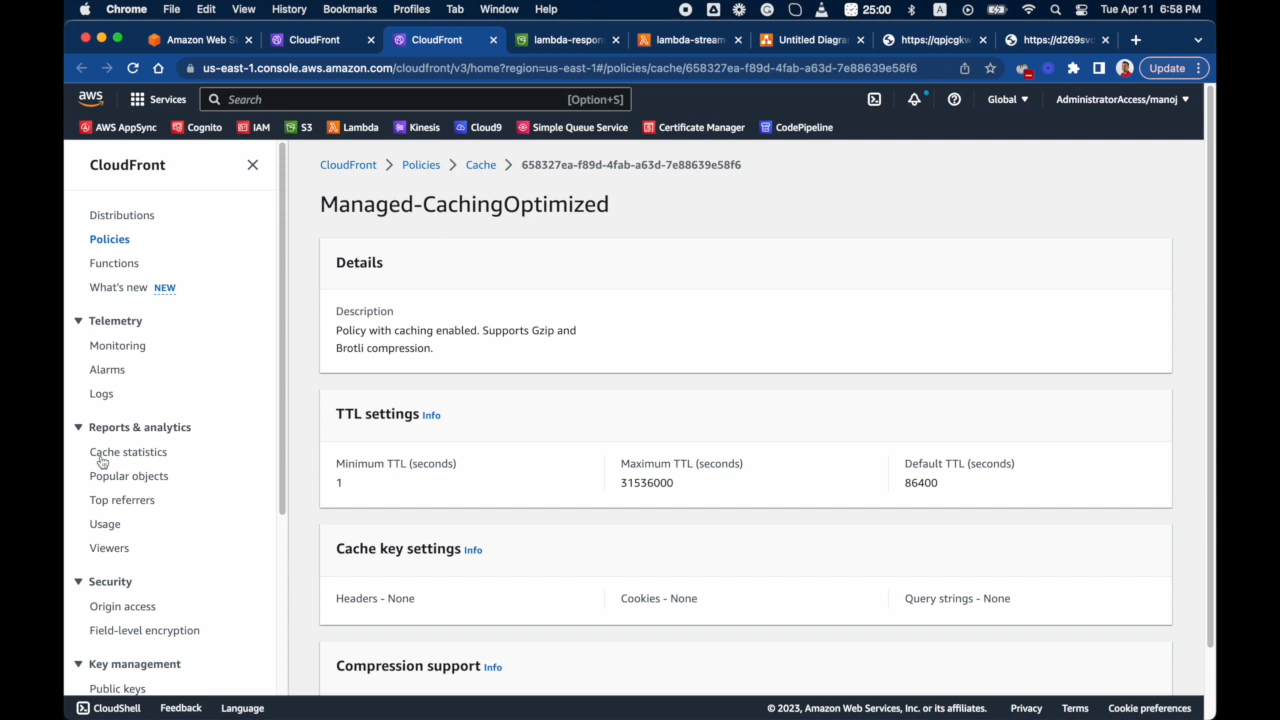 Chrome File Edit View History Bookmarks Profiles Tab Window Help 25:00 A Tue Apr 11 6:58 PM
Amazon Web S CloudFront CloudFront lambda-respon lambda-stream Untitled Diagra https://qpjcgkw https://d269sv
us-east-1.console.aws.amazon.com/cloudfront/v3/home?region=us-east-1#/policies/cache/658327ea-f89d-4fab-a63d-7e88639e58f6 Update
aws Services Search [Option+S] Global AdministratorAccess/manoj
AWS AppSync Cognito IAM S3 Lambda Kinesis Cloud9 Simple Queue Service Certificate Manager CodePipeline
CloudFront
Distributions
Policies
Functions
What's new NEW
Telemetry
Monitoring
Alarms
Logs
Reports & analytics
Cache statistics
Popular objects
Top referrers
Usage
Viewers
Security
Origin access
Field-level encryption
Key management
Public keys
CloudFront > Policies > Cache > 658327ea-f89d-4fab-a63d-7e88639e58f6
Managed-CachingOptimized
Details
Description
Policy with caching enabled. Supports Gzip and
Brotli compression.
TTL settings Info
Minimum TTL (seconds) Maximum TTL (seconds) Default TTL (seconds)
1 31536000 86400
Cache key settings Info
Headers - None Cookies - None Query strings - None
Compression support Info
CloudShell Feedback Language © 2023, Amazon Web Services, Inc. or its affiliates. Privacy Terms Cookie preferences